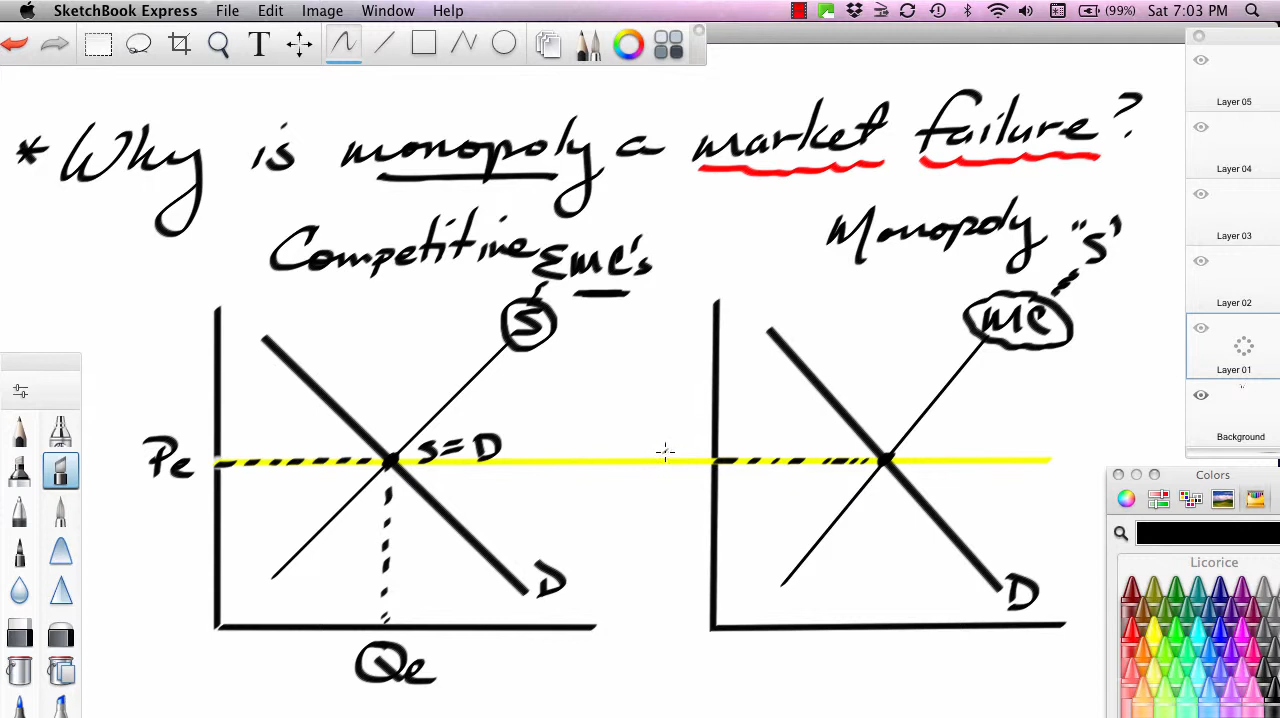 SketchBook Express File Edit Image Window Help (99%) Sat 7:03 PM
T
* Why is monopoly a market failure?
Competitive ΣMC's
Monopoly "S"
S
MC
Pe
S=D
D
D
Qe
Layer 05
Layer 04
Layer 03
Layer 02
Layer 01
Background
Colors
Licorice